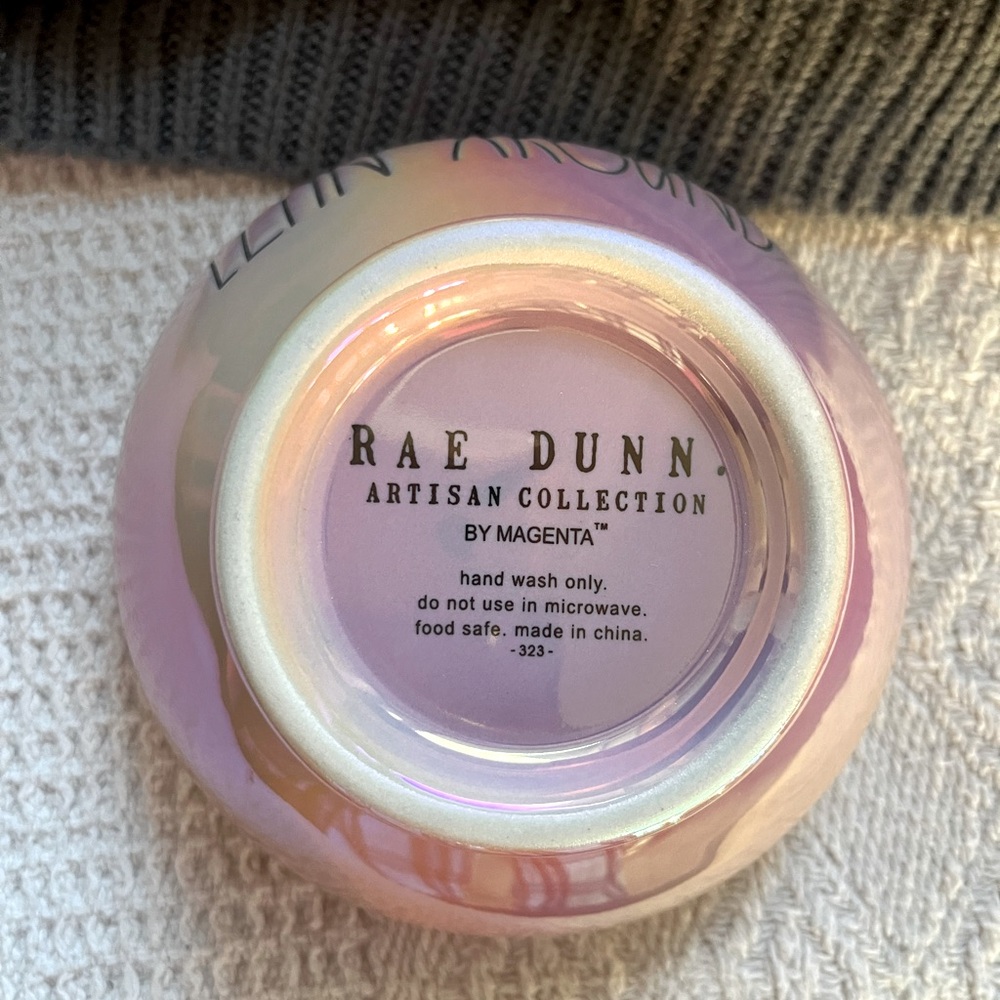 AROUND
RAE DUNN.
ARTISAN COLLECTION
BY MAGENTA™
hand wash only.
do not use in microwave.
food safe. made in china.
-323-